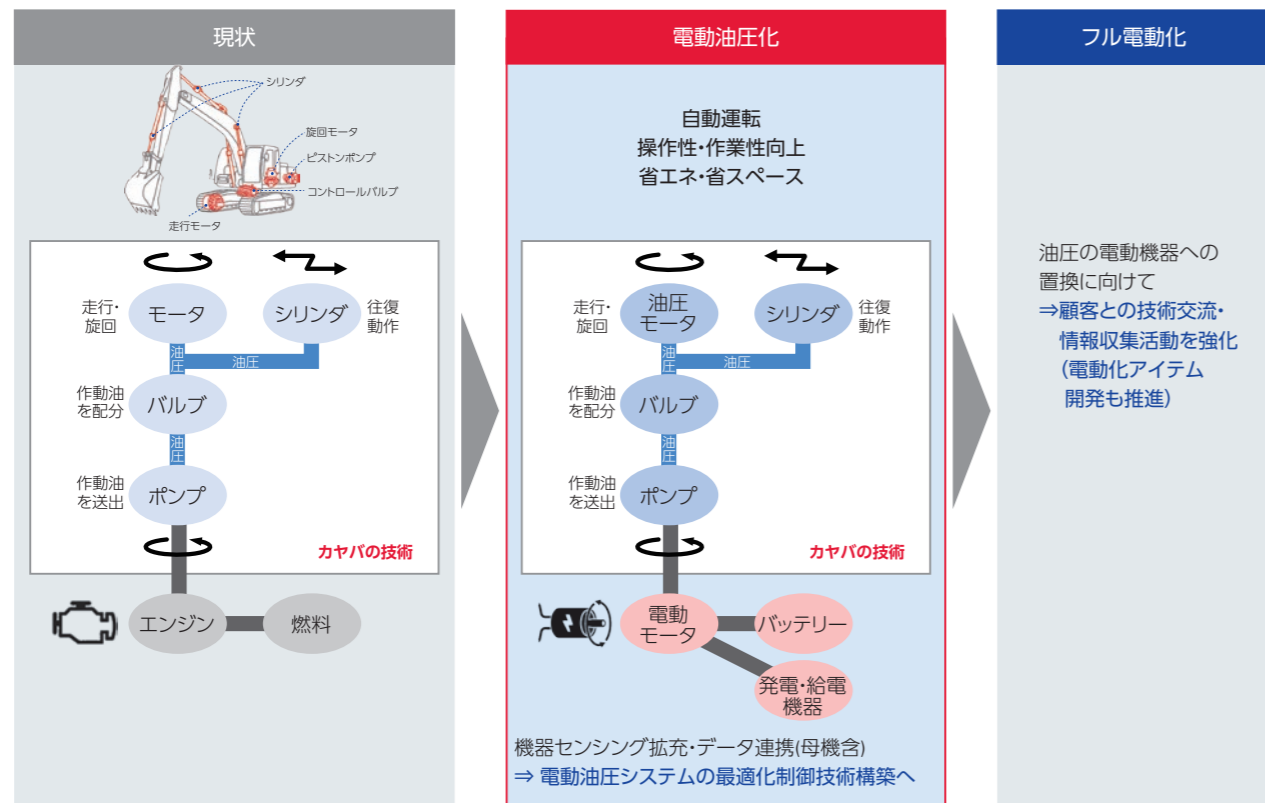 現状
シリンダ
旋回モータ
ピストンポンプ
コントロールバルブ
走行モータ
走行・
旋回
モータ
シリンダ
往復
動作
油圧
油圧
作動油
を配分
バルブ
油圧
作動油
を送出
ポンプ
カヤバの技術
エンジン
燃料
電動油圧化
自動運転
操作性・作業性向上
省エネ・省スペース
走行・
旋回
油圧
モータ
シリンダ
往復
動作
油圧
油圧
作動油
を配分
バルブ
油圧
作動油
を送出
ポンプ
カヤバの技術
電動
モータ
バッテリー
発電・給電
機器
機器センシング拡充・データ連携(母機含)
⇒ 電動油圧システムの最適化制御技術構築へ
フル電動化
油圧の電動機器への
置換に向けて
⇒顧客との技術交流・
情報収集活動を強化
(電動化アイテム
開発も推進)